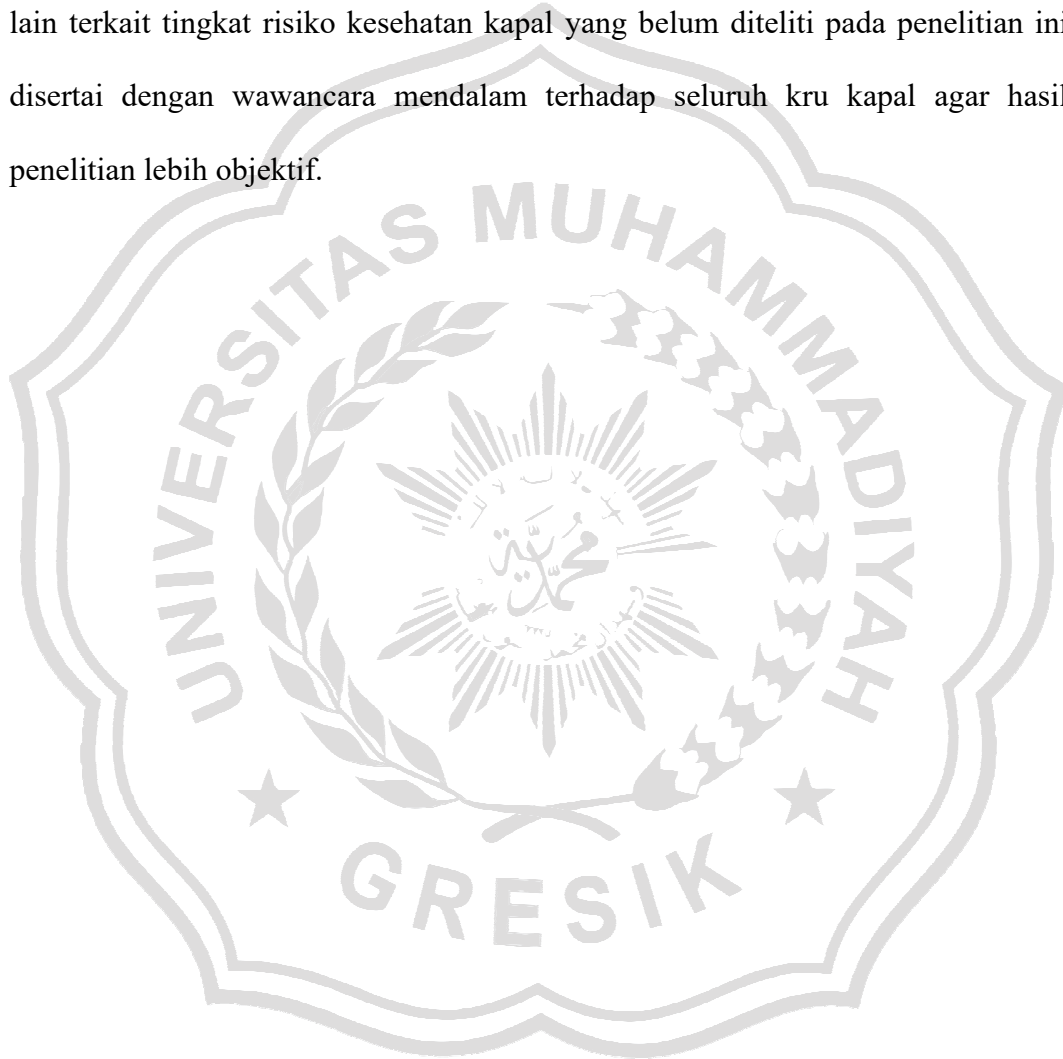 lain terkait tingkat risiko kesehatan kapal yang belum diteliti pada penelitian ini
disertai dengan wawancara mendalam terhadap seluruh kru kapal agar hasil
penelitian lebih objektif.
UNIVERSITAS MUHAMMADIYAH
محمدية
GRESIK